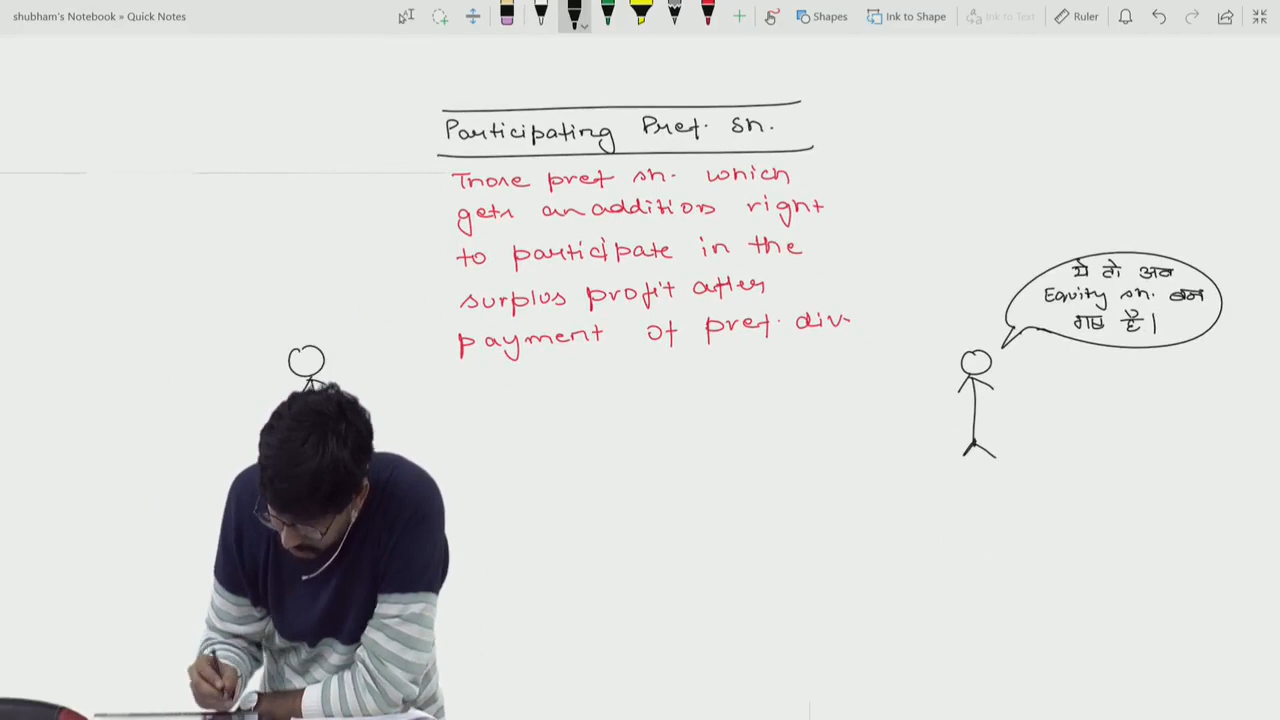 shubham's Notebook » Quick Notes
Shapes
Ink to Shape
Ink to Text
Ruler
Participating Pref. sh.
Those pref sh. which
gets an addition right
to participate in the
surplus profit after
payment of pref. div.
ये तो अब
Equity sh. बन
गए है।